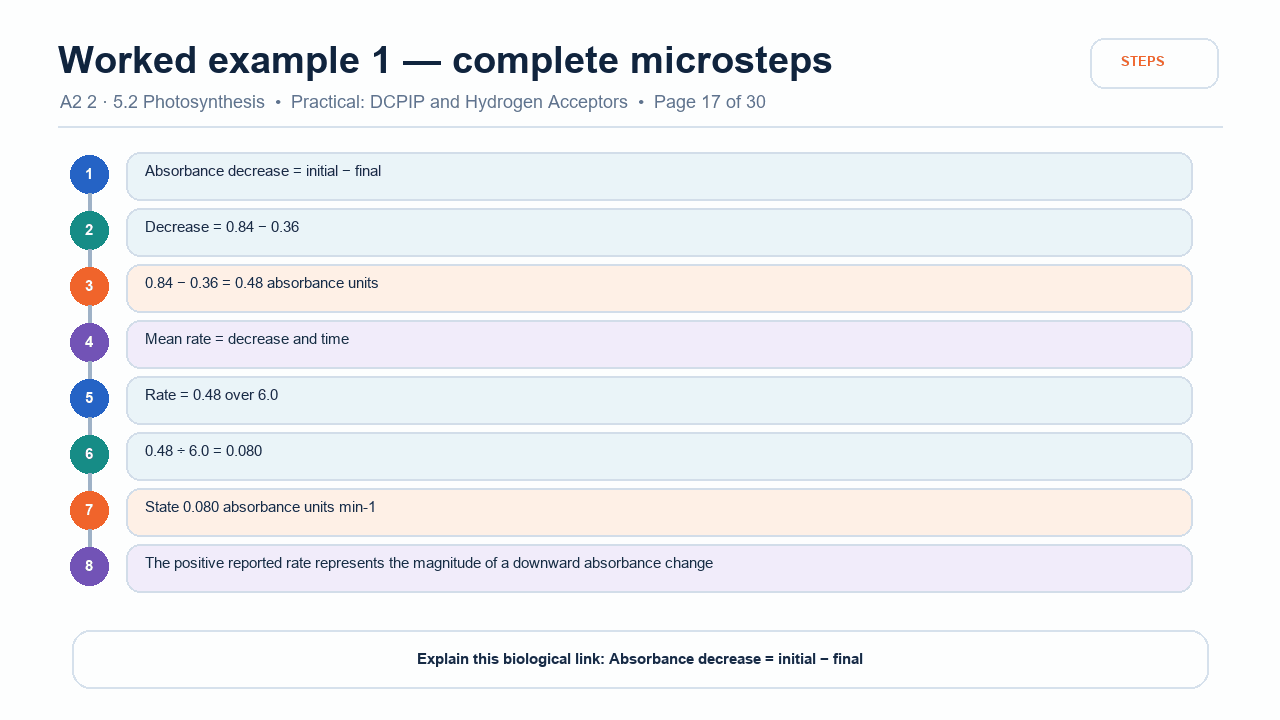 Worked example 1 — complete microsteps
STEPS
A2 2 · 5.2 Photosynthesis • Practical: DCPIP and Hydrogen Acceptors • Page 17 of 30
1 Absorbance decrease = initial − final
2 Decrease = 0.84 − 0.36
3 0.84 − 0.36 = 0.48 absorbance units
4 Mean rate = decrease and time
5 Rate = 0.48 over 6.0
6 0.48 ÷ 6.0 = 0.080
7 State 0.080 absorbance units min-1
8 The positive reported rate represents the magnitude of a downward absorbance change
Explain this biological link: Absorbance decrease = initial − final